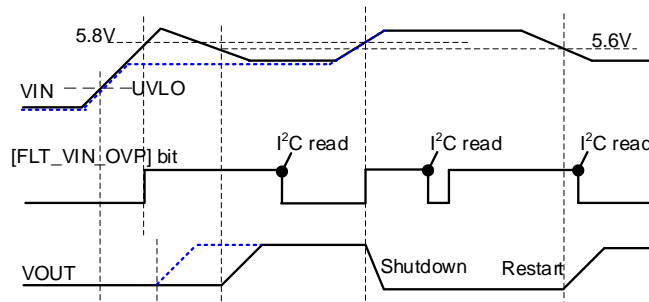 5.8V
5.6V
VIN
UVLO
I²C read
I²C read
I²C read
[FLT_VIN_OVP] bit
VOUT
Shutdown
Restart